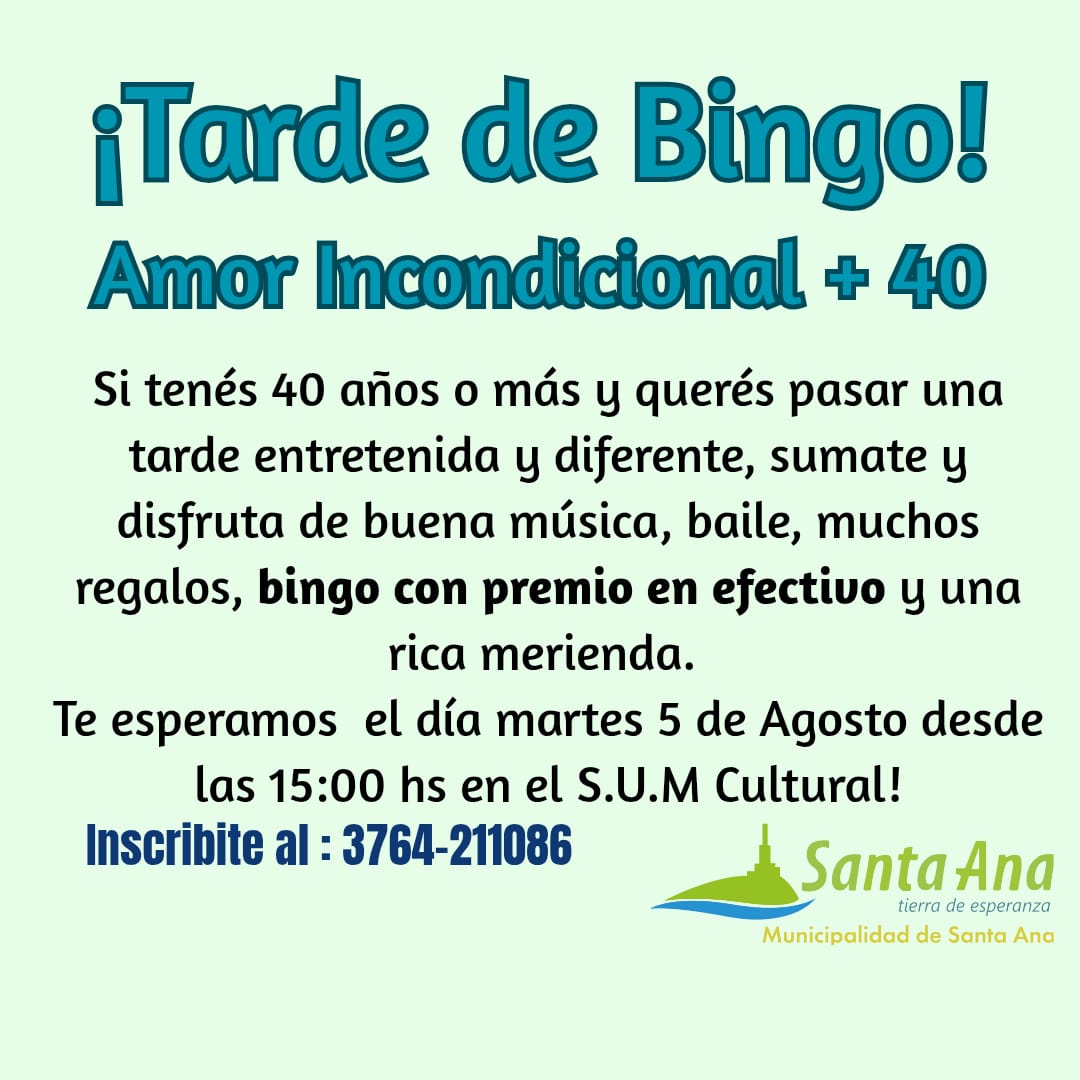 ¡Tarde de Bingo!
Amor Incondicional + 40
Si tenés 40 años o más y querés pasar una
tarde entretenida y diferente, sumate y
disfruta de buena música, baile, muchos
regalos, bingo con premio en efectivo y una
rica merienda.
Te esperamos  el día martes 5 de Agosto desde
las 15:00 hs en el S.U.M Cultural!
Inscribite al : 3764-211086
Santa Ana
tierra de esperanza
Municipalidad de Santa Ana